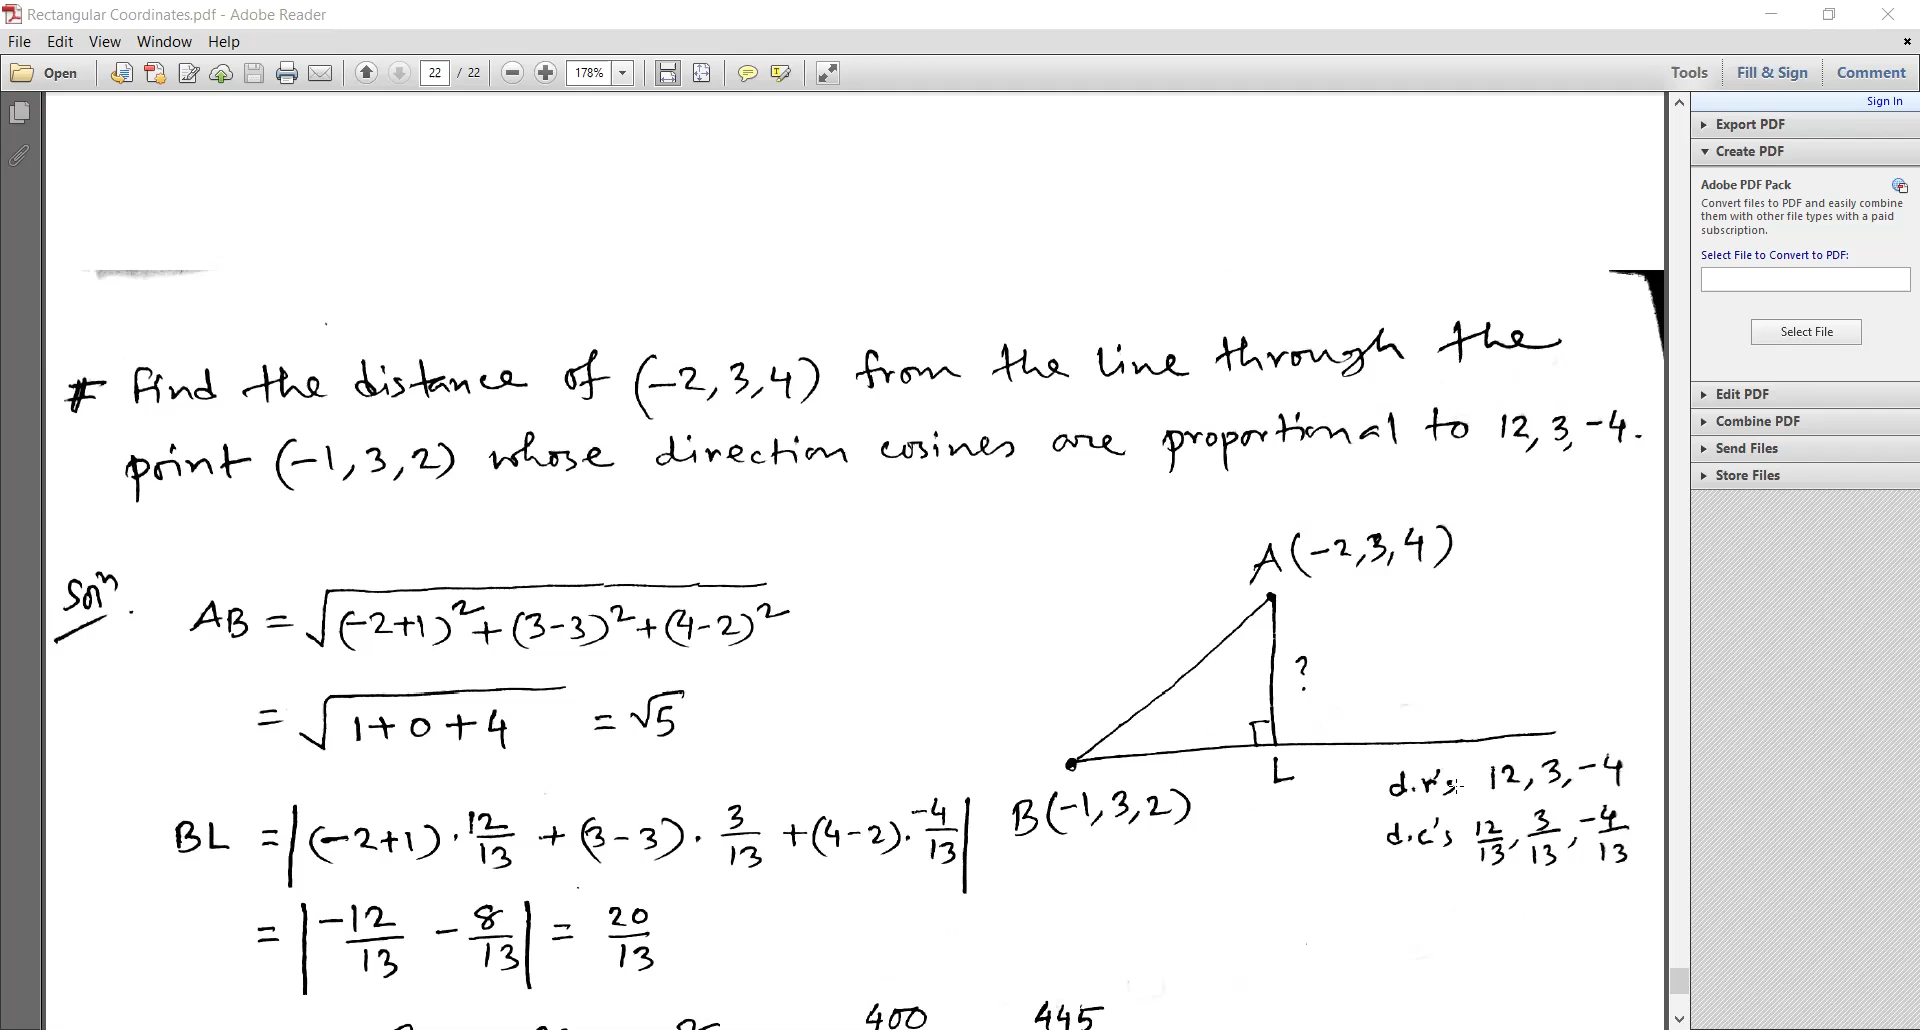 Rectangular Coordinates.pdf - Adobe Reader
File Edit View Window Help
Open 22 / 22 178% Tools Fill & Sign Comment
Sign In
Export PDF
Create PDF
Adobe PDF Pack
Convert files to PDF and easily combine
them with other file types with a paid
subscription.
Select File to Convert to PDF:
Select File
Edit PDF
Combine PDF
Send Files
Store Files
# Find the distance of (-2,3,4) from the line through the
point (-1,3,2) whose direction cosines are proportional to 12,3,-4.
Solⁿ.
AB = √((-2+1)² + (3-3)² + (4-2)²)
= √(1+0+4) = √5
BL = |(-2+1)·12/13 + (3-3)·3/13 + (4-2)·-4/13|
= |-12/13 - 8/13| = 20/13
400 445
A(-2,3,4)
?
L
B(-1,3,2)
d.r's 12,3,-4
d.c's 12/13, 3/13, -4/13